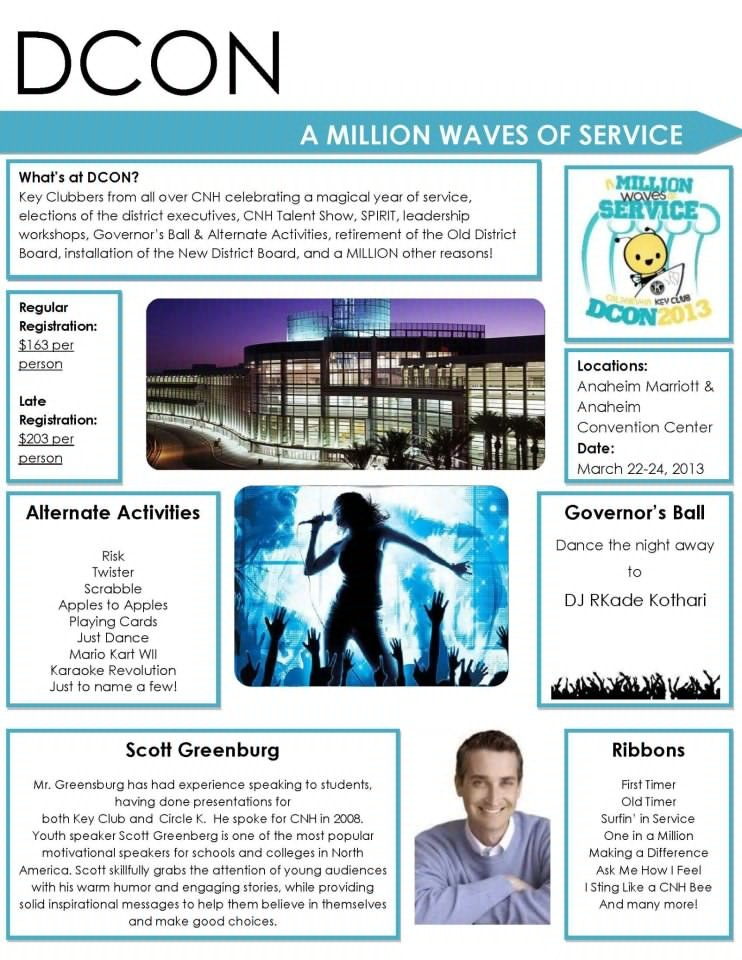 DCON
A MILLION WAVES OF SERVICE
What's at DCON?
Key Clubbers from all over CNH celebrating a magical year of service,
elections of the district executives, CNH Talent Show, SPIRIT, leadership
workshops, Governor's Ball & Alternate Activities, retirement of the Old District
Board, installation of the New District Board, and a MILLION other reasons!
A MILLION
waves OF
SERVICE
KEY CLUB
DCON 2013
Regular
Registration:
$163 per
person
Late
Registration:
$203 per
person
Locations:
Anaheim Marriott &
Anaheim
Convention Center
Date:
March 22-24, 2013
Alternate Activities
Risk
Twister
Scrabble
Apples to Apples
Playing Cards
Just Dance
Mario Kart WII
Karaoke Revolution
Just to name a few!
Governor's Ball
Dance the night away
to
DJ RKade Kothari
Scott Greenburg
Mr. Greensburg has had experience speaking to students,
having done presentations for
both Key Club and Circle K. He spoke for CNH in 2008.
Youth speaker Scott Greenberg is one of the most popular
motivational speakers for schools and colleges in North
America. Scott skillfully grabs the attention of young audiences
with his warm humor and engaging stories, while providing
solid inspirational messages to help them believe in themselves
and make good choices.
Ribbons
First Timer
Old Timer
Surfin' in Service
One in a Million
Making a Difference
Ask Me How I Feel
I Sting Like a CNH Bee
And many more!